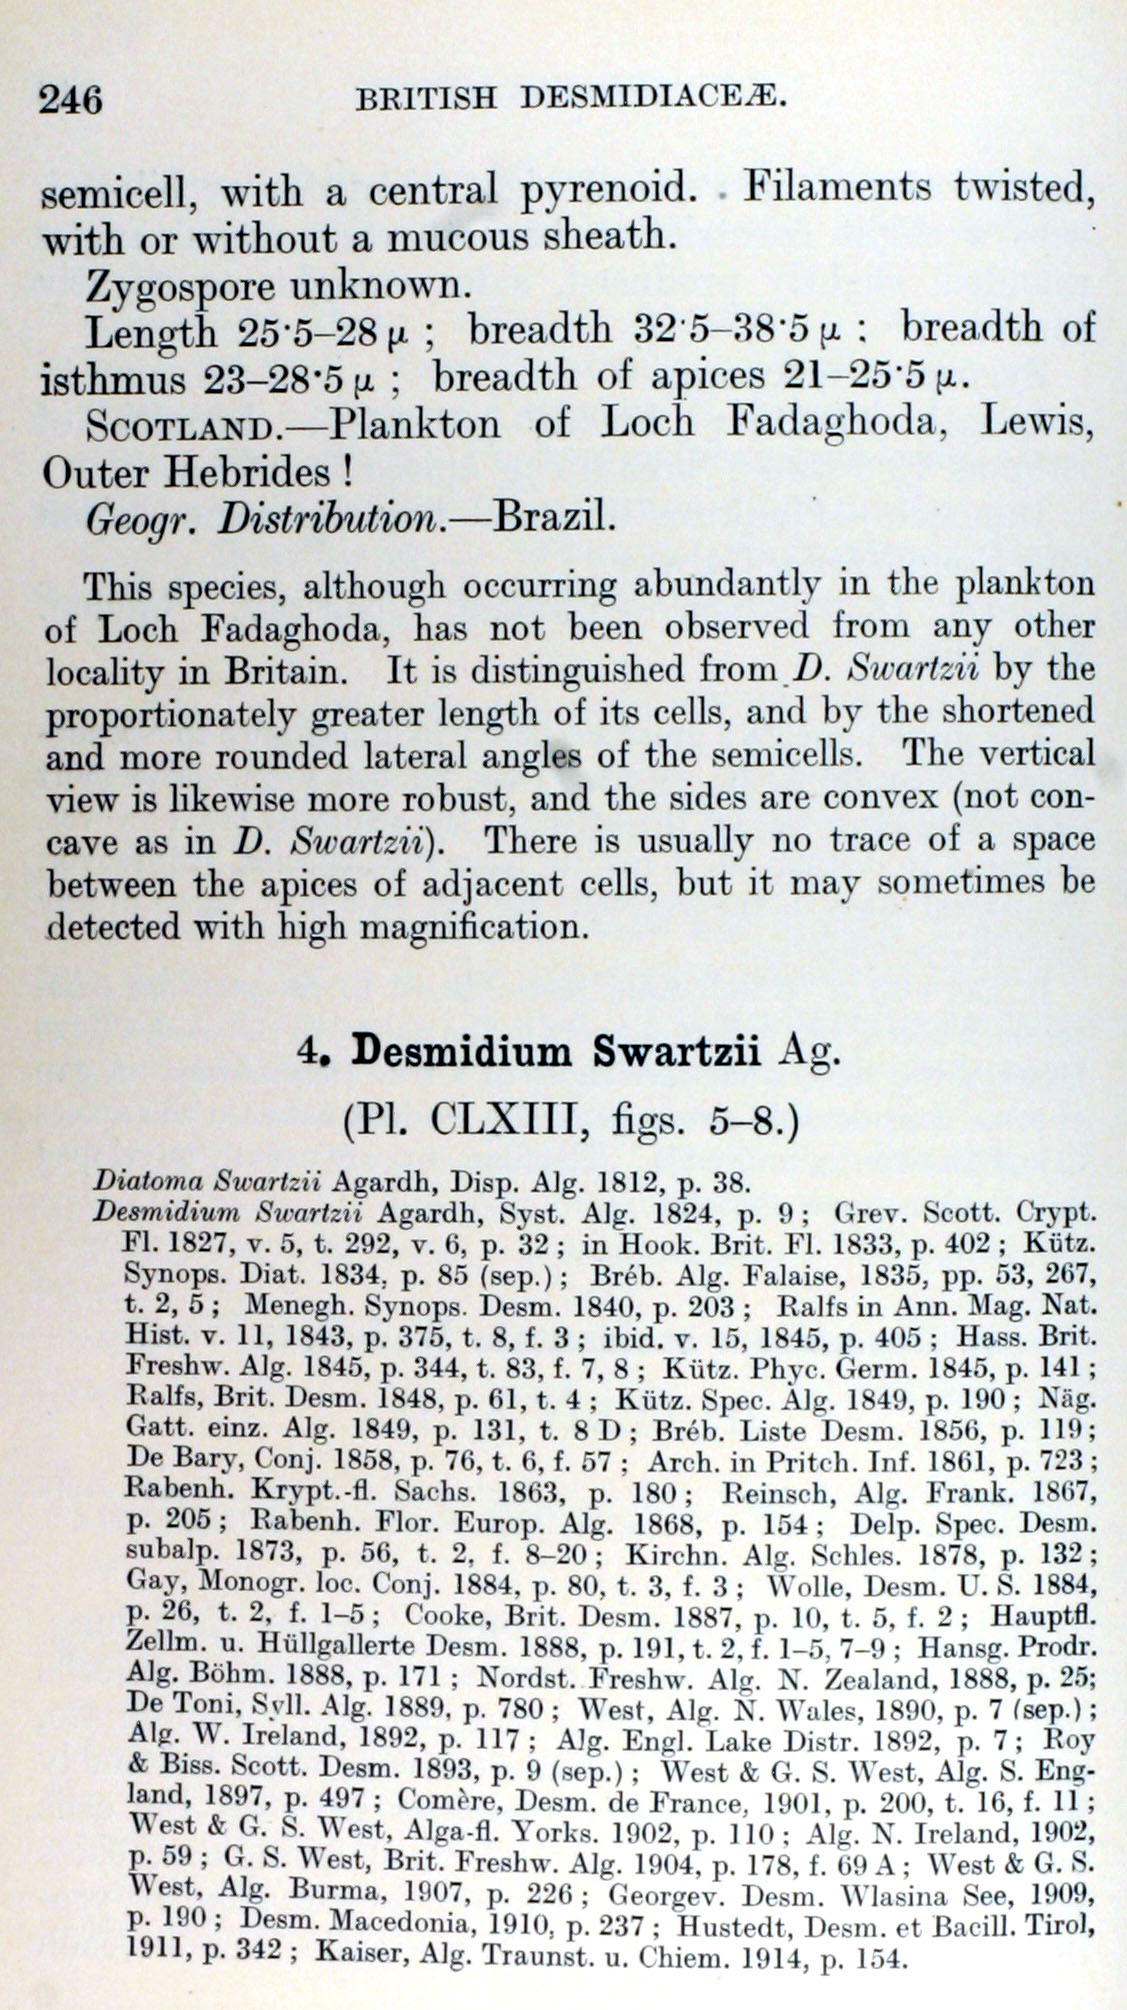 246 BRITISH DESMIDIACEÆ.
semicell, with a central pyrenoid. Filaments twisted,
with or without a mucous sheath.
Zygospore unknown.
Length 25·5–28 μ ; breadth 32·5–38·5 μ : breadth of
isthmus 23–28·5 μ ; breadth of apices 21–25·5 μ.
SCOTLAND.—Plankton of Loch Fadaghoda, Lewis,
Outer Hebrides !
Geogr. Distribution.—Brazil.
This species, although occurring abundantly in the plankton
of Loch Fadaghoda, has not been observed from any other
locality in Britain. It is distinguished from D. Swartzii by the
proportionately greater length of its cells, and by the shortened
and more rounded lateral angles of the semicells. The vertical
view is likewise more robust, and the sides are convex (not con-
cave as in D. Swartzii). There is usually no trace of a space
between the apices of adjacent cells, but it may sometimes be
detected with high magnification.
4. Desmidium Swartzii Ag.
(Pl. CLXIII, figs. 5–8.)
Diatoma Swartzii Agardh, Disp. Alg. 1812, p. 38.
Desmidium Swartzii Agardh, Syst. Alg. 1824, p. 9 ; Grev. Scott. Crypt.
Fl. 1827, v. 5, t. 292, v. 6, p. 32 ; in Hook. Brit. Fl. 1833, p. 402 ; Kütz.
Synops. Diat. 1834, p. 85 (sep.) ; Bréb. Alg. Falaise, 1835, pp. 53, 267,
t. 2, 5 ; Menegh. Synops. Desm. 1840, p. 203 ; Ralfs in Ann. Mag. Nat.
Hist. v. 11, 1843, p. 375, t. 8, f. 3 ; ibid. v. 15, 1845, p. 405 ; Hass. Brit.
Freshw. Alg. 1845, p. 344, t. 83, f. 7, 8 ; Kütz. Phyc. Germ. 1845, p. 141 ;
Ralfs, Brit. Desm. 1848, p. 61, t. 4 ; Kütz. Spec. Alg. 1849, p. 190 ; Näg.
Gatt. einz. Alg. 1849, p. 131, t. 8 D ; Bréb. Liste Desm. 1856, p. 119 ;
De Bary, Conj. 1858, p. 76, t. 6, f. 57 ; Arch. in Pritch. Inf. 1861, p. 723 ;
Rabenh. Krypt.-fl. Sachs. 1863, p. 180 ; Reinsch, Alg. Frank. 1867,
p. 205 ; Rabenh. Flor. Europ. Alg. 1868, p. 154 ; Delp. Spec. Desm.
subalp. 1873, p. 56, t. 2, f. 8–20 ; Kirchn. Alg. Schles. 1878, p. 132 ;
Gay, Monogr. loc. Conj. 1884, p. 80, t. 3, f. 3 ; Wolle, Desm. U. S. 1884,
p. 26, t. 2, f. 1–5 ; Cooke, Brit. Desm. 1887, p. 10, t. 5, f. 2 ; Hauptfl.
Zellm. u. Hüllgallerte Desm. 1888, p. 191, t. 2, f. 1–5, 7–9 ; Hansg. Prodr.
Alg. Böhm. 1888, p. 171 ; Nordst. Freshw. Alg. N. Zealand, 1888, p. 25;
De Toni, Syll. Alg. 1889, p. 780 ; West, Alg. N. Wales, 1890, p. 7 (sep.) ;
Alg. W. Ireland, 1892, p. 117 ; Alg. Engl. Lake Distr. 1892, p. 7 ; Roy
& Biss. Scott. Desm. 1893, p. 9 (sep.) ; West & G. S. West, Alg. S. Eng-
land, 1897, p. 497 ; Comère, Desm. de France, 1901, p. 200, t. 16, f. 11 ;
West & G. S. West, Alga-fl. Yorks. 1902, p. 110 ; Alg. N. Ireland, 1902,
p. 59 ; G. S. West, Brit. Freshw. Alg. 1904, p. 178, f. 69 A ; West & G. S.
West, Alg. Burma, 1907, p. 226 ; Georgev. Desm. Wlasina See, 1909,
p. 190 ; Desm. Macedonia, 1910, p. 237 ; Hustedt, Desm. et Bacill. Tirol,
1911, p. 342 ; Kaiser, Alg. Traunst. u. Chiem. 1914, p. 154.